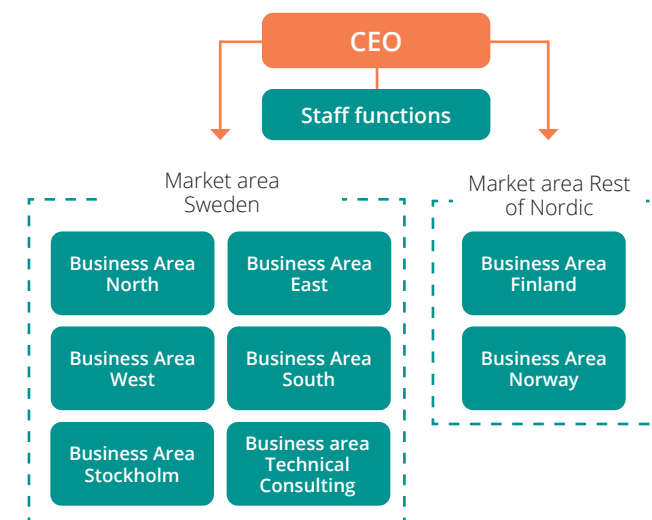 CEO
Staff functions
Market area
Sweden
Market area Rest
of Nordic
Business Area
North
Business Area
East
Business Area
Finland
Business Area
West
Business Area
South
Business Area
Norway
Business Area
Stockholm
Business area
Technical
Consulting